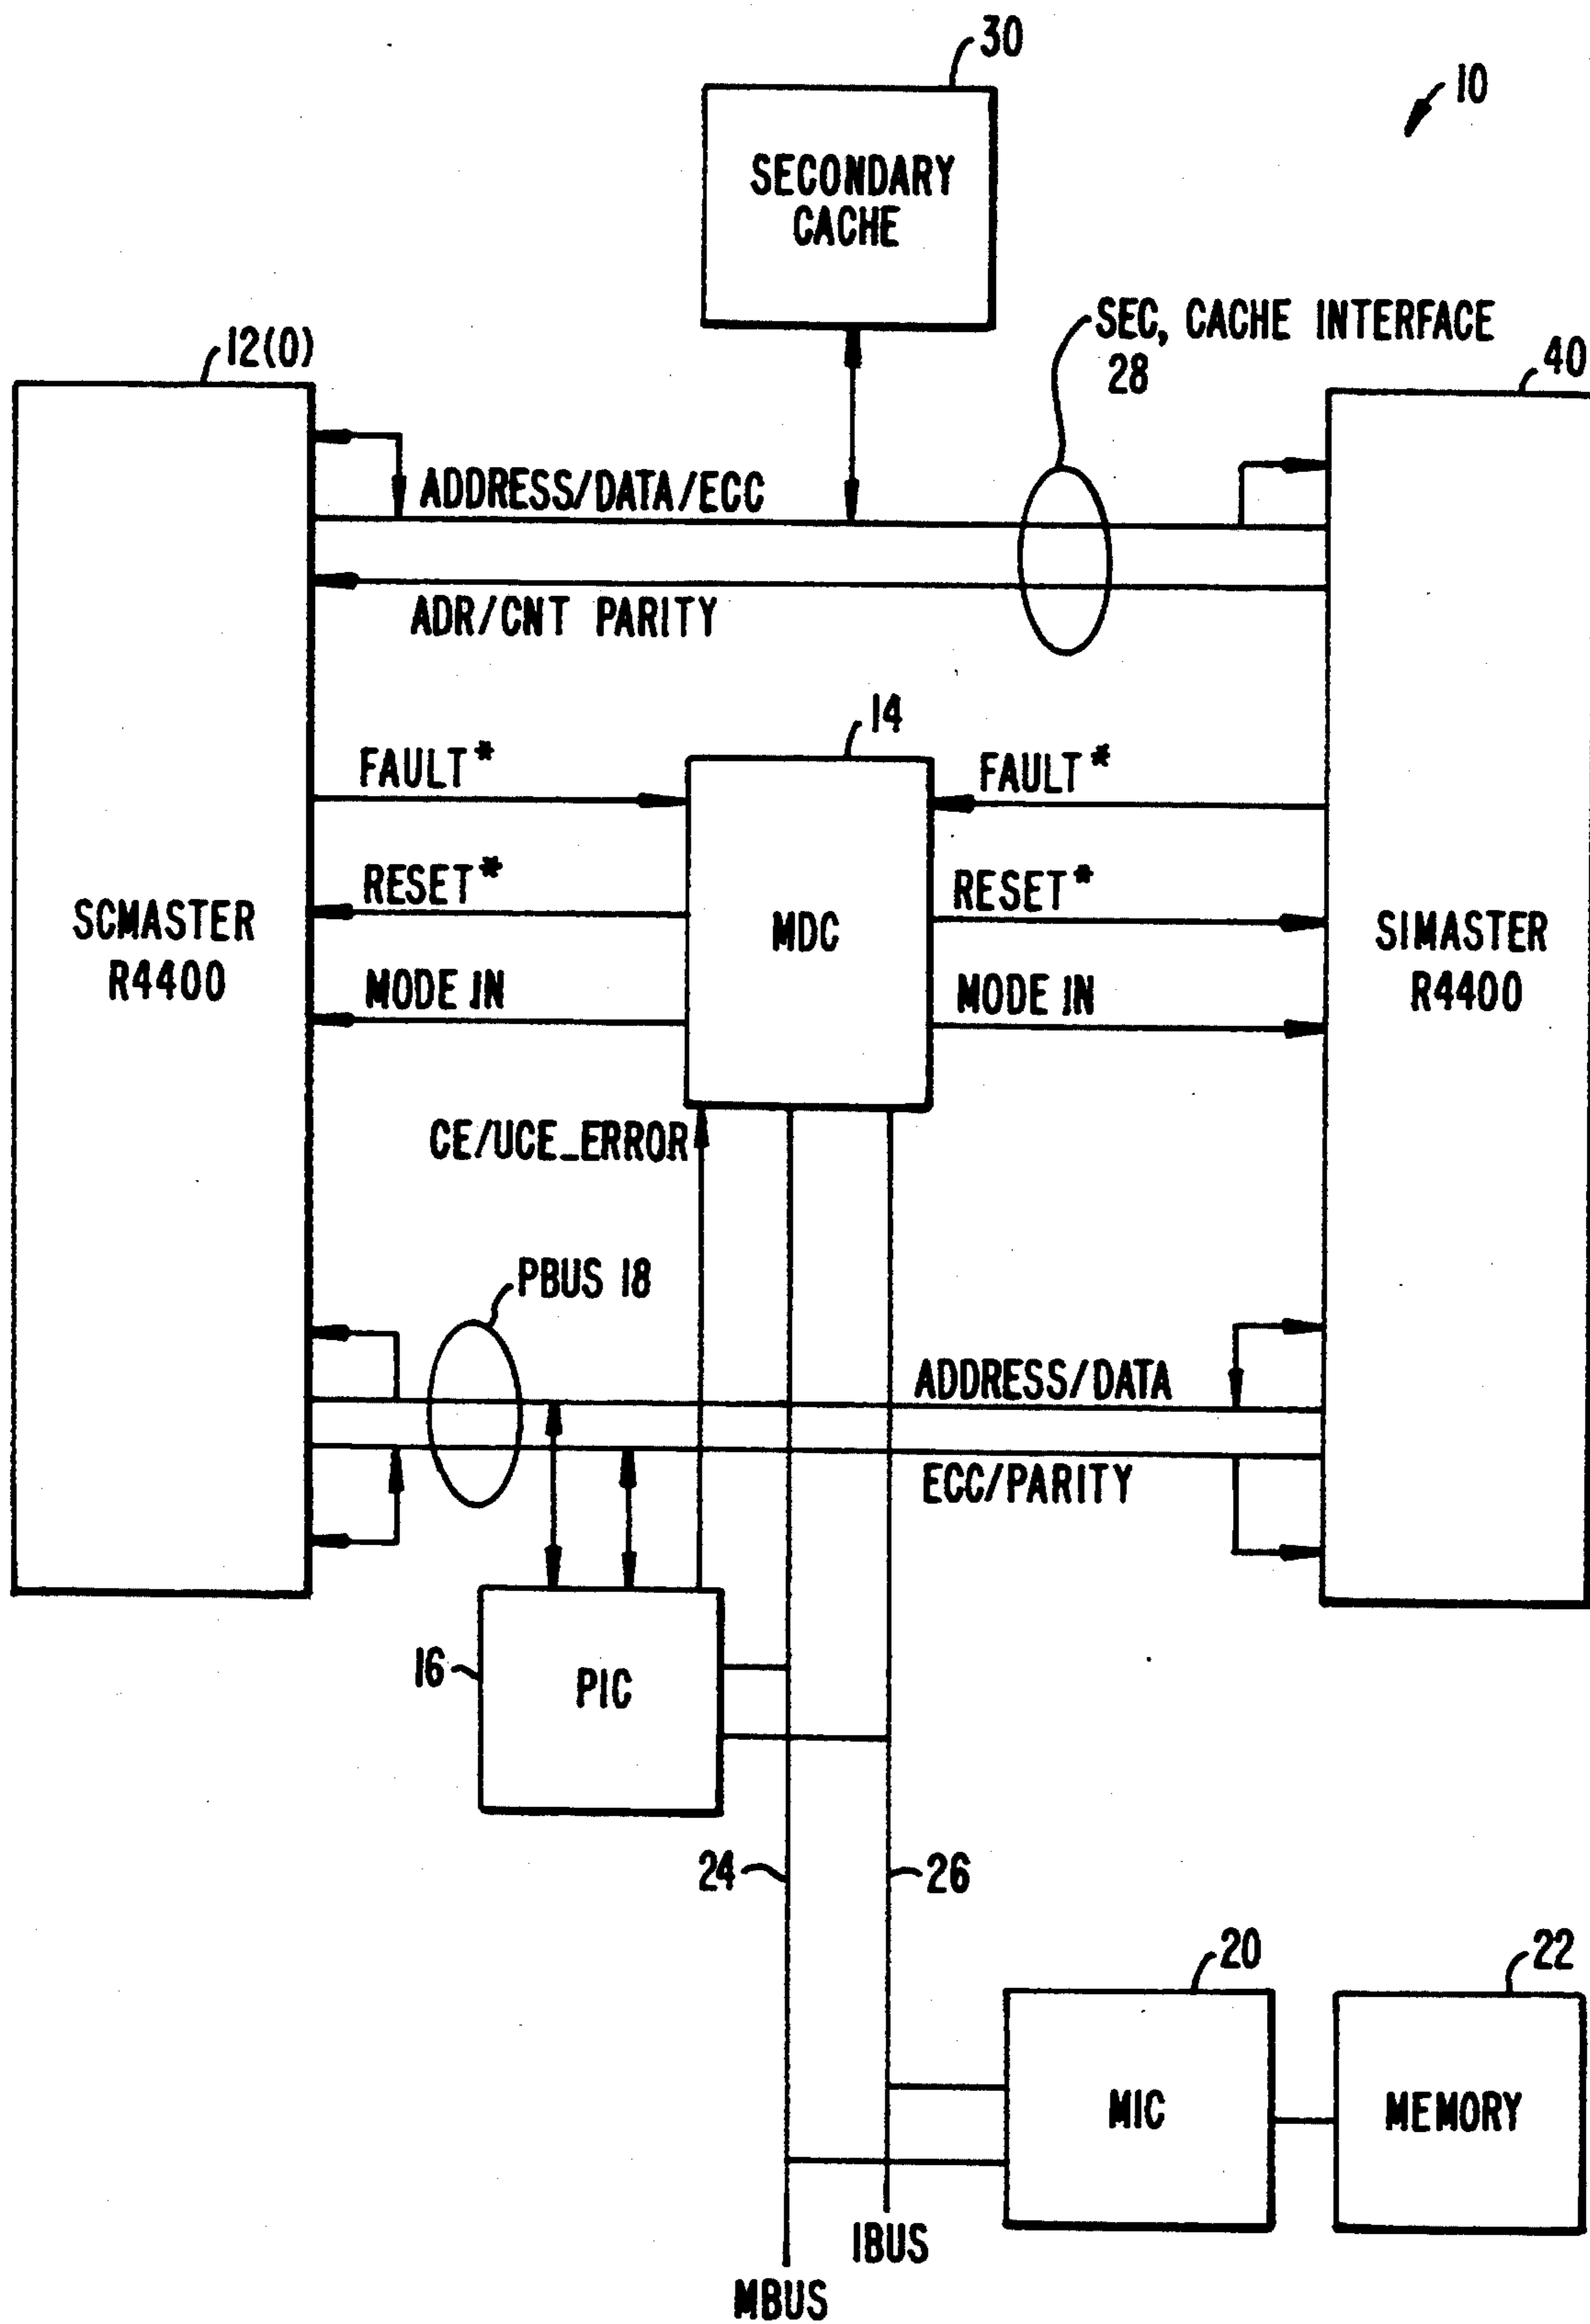 30
10
SECONDARY
CACHE
SEC, CACHE INTERFACE
28
12(0)
40
ADDRESS/DATA/ECC
ADR/CNT PARITY
14
FAULT*
FAULT*
RESET*
RESET*
MDC
SCMASTER
R4400
SIMASTER
R4400
MODE IN
MODE IN
CE/UCE_ERROR
PBUS 18
ADDRESS/DATA
ECC/PARITY
16
PIC
24
26
20
22
MIC
MEMORY
IBUS
MBUS